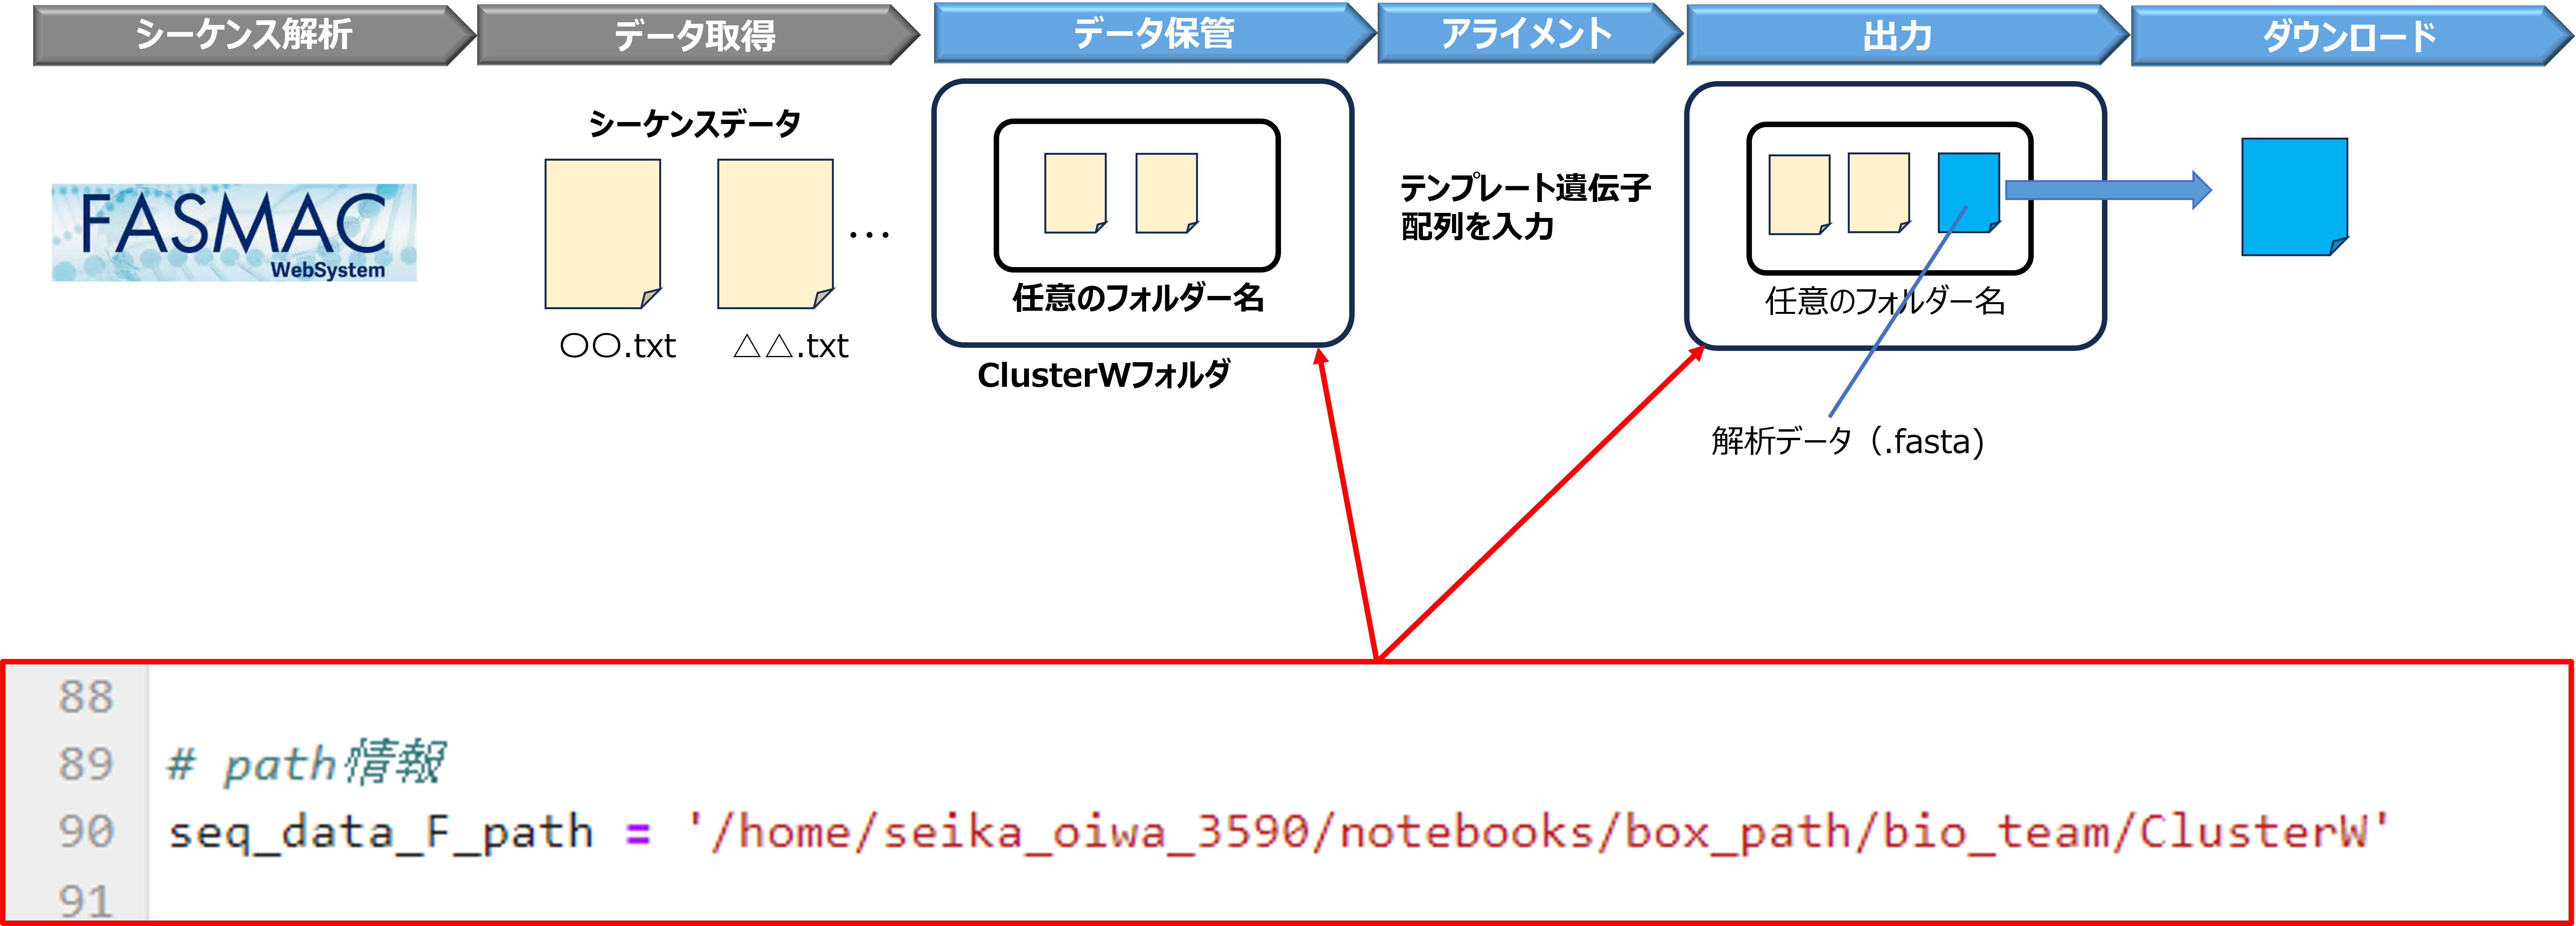 シーケンス解析
データ取得
データ保管
アライメント
出力
ダウンロード
シーケンスデータ
FASMAC
WebSystem
…
〇〇.txt
△△.txt
任意のフォルダー名
ClusterWフォルダ
テンプレート遺伝子
配列を入力
任意のフォルダー名
解析データ（.fasta)
88
89 # path情報
90 seq_data_F_path = '/home/seika_oiwa_3590/notebooks/box_path/bio_team/ClusterW'
91